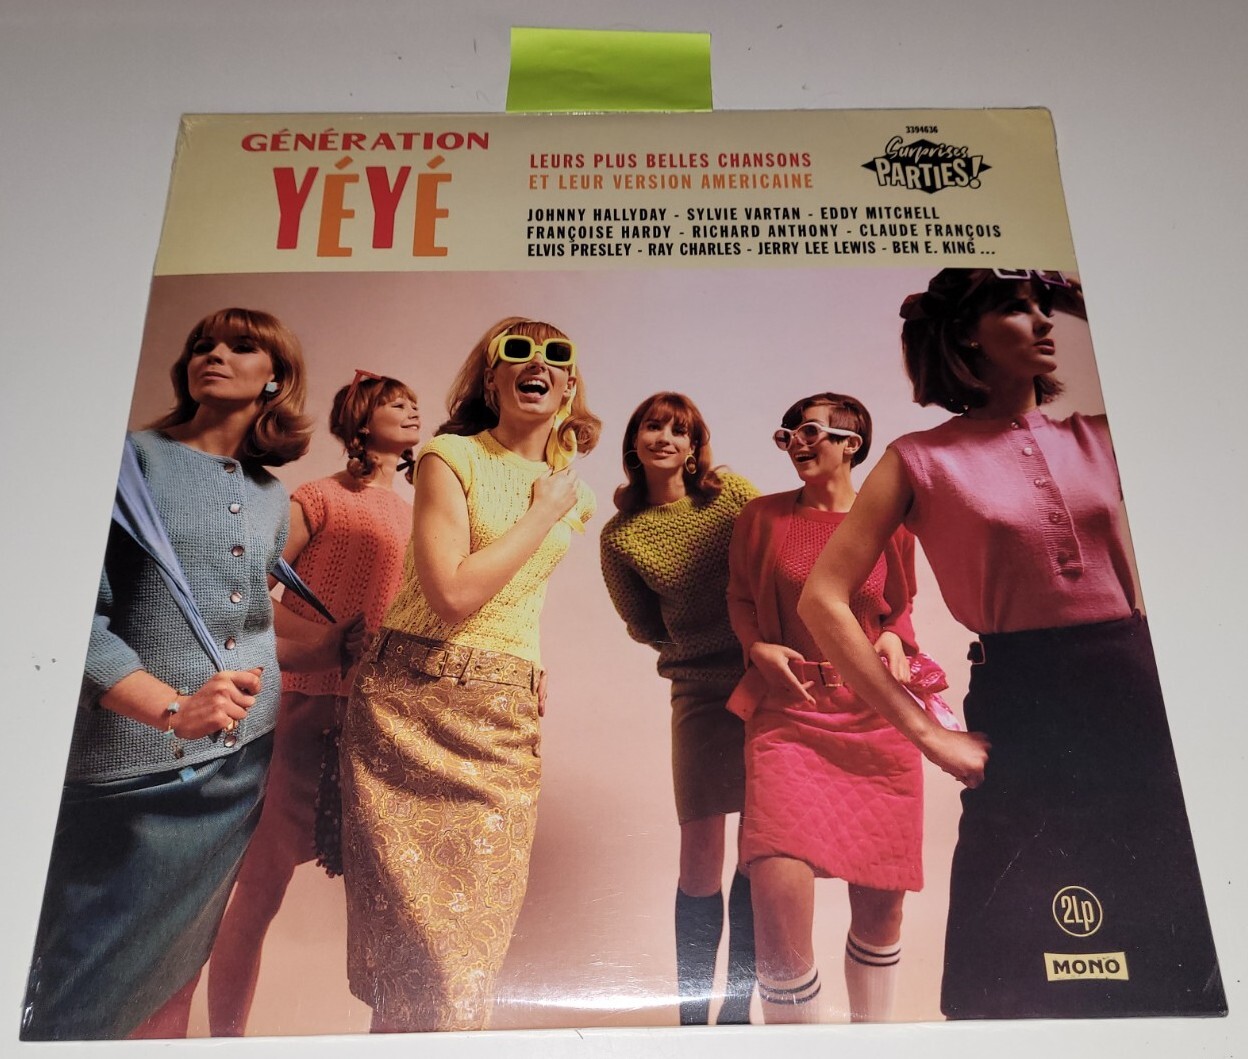 GÉNÉRATION
YÉYÉ
LEURS PLUS BELLES CHANSONS
ET LEUR VERSION AMERICAINE
JOHNNY HALLYDAY - SYLVIE VARTAN - EDDY MITCHELL
FRANÇOISE HARDY - RICHARD ANTHONY - CLAUDE FRANÇOIS
ELVIS PRESLEY - RAY CHARLES - JERRY LEE LEWIS - BEN E. KING ...
3394636
Surprises
PARTIES!
2Lp
MONO